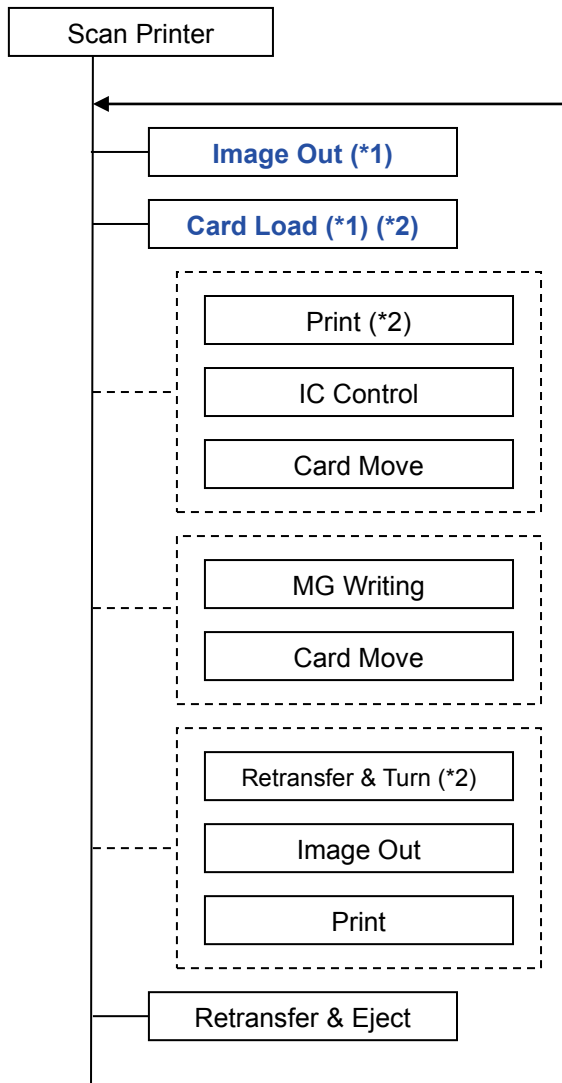 Scan Printer
Image Out (*1)
Card Load (*1) (*2)
Print (*2)
IC Control
Card Move
MG Writing
Card Move
Retransfer & Turn (*2)
Image Out
Print
Retransfer & Eject